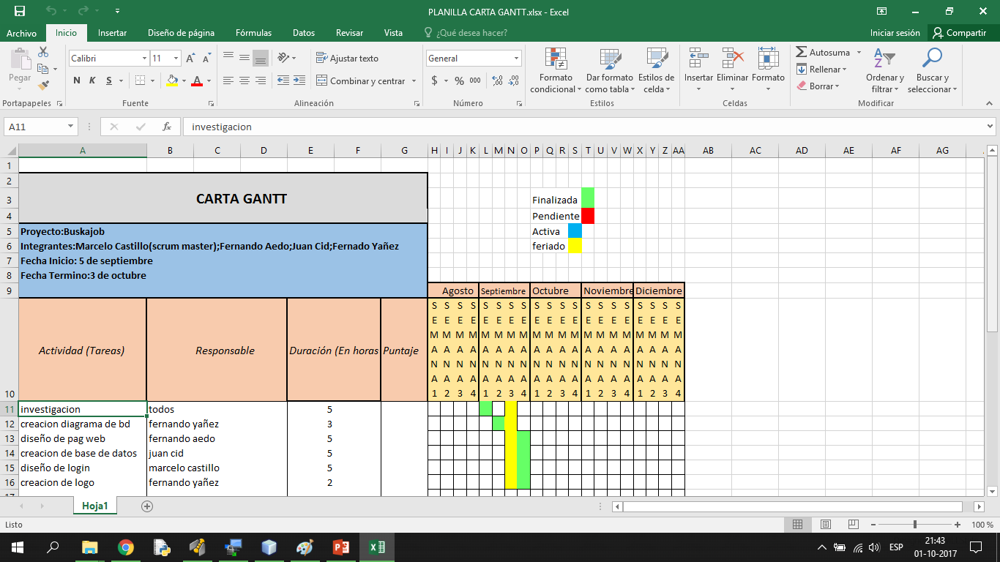 PLANILLA CARTA GANTT.xlsx - Excel
Archivo Inicio Insertar Diseño de página Fórmulas Datos Revisar Vista ¿Qué desea hacer? Iniciar sesión Compartir
Pegar
Portapapeles
Calibri 11
N K S
Fuente
Ajustar texto
Combinar y centrar
Alineación
General
$ % 000
Número
Formato condicional
Dar formato como tabla
Estilos de celda
Estilos
Insertar Eliminar Formato
Celdas
Autosuma
Rellenar
Borrar
Ordenar y filtrar
Buscar y seleccionar
Modificar
A11 fx investigacion
A B C D E F G H I J K L M N O P Q R S T U V W X Y Z AA AB AC AD AE AF AG
1
2
3 CARTA GANTT Finalizada
4 Pendiente
5 Proyecto:Buskajob Activa
6 Integrantes:Marcelo Castillo(scrum master);Fernando Aedo;Juan Cid;Fernado Yañez feriado
7 Fecha Inicio: 5 de septiembre
8 Fecha Termino:3 de octubre
9 Agosto Septiembre Octubre Noviembre Diciembre
10 Actividad (Tareas) Responsable Duración (En horas Puntaje SEMANA1 SEMANA2 SEMANA3 SEMANA4 SEMANA1 SEMANA2 SEMANA3 SEMANA4 SEMANA1 SEMANA2 SEMANA3 SEMANA4 SEMANA1 SEMANA2 SEMANA3 SEMANA4 SEMANA1 SEMANA2 SEMANA3 SEMANA4
11 investigacion todos 5
12 creacion diagrama de bd fernando yañez 3
13 diseño de pag web fernando aedo 5
14 creacion de base de datos juan cid 5
15 diseño de login marcelo castillo 5
16 creacion de logo fernando yañez 2
Hoja1
Listo 100 %
ESP 21:43
01-10-2017